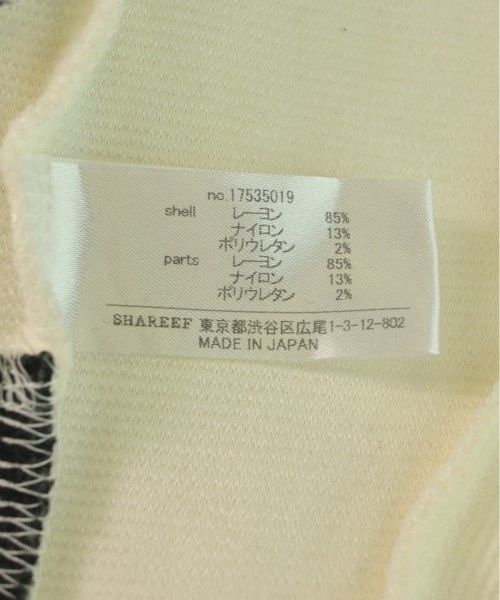 no.17535019
shell レーヨン 85%
ナイロン 13%
ポリウレタン 2%
parts レーヨン 85%
ナイロン 13%
ポリウレタン 2%
SHAREEF 東京都渋谷区広尾1-3-12-802
MADE IN JAPAN